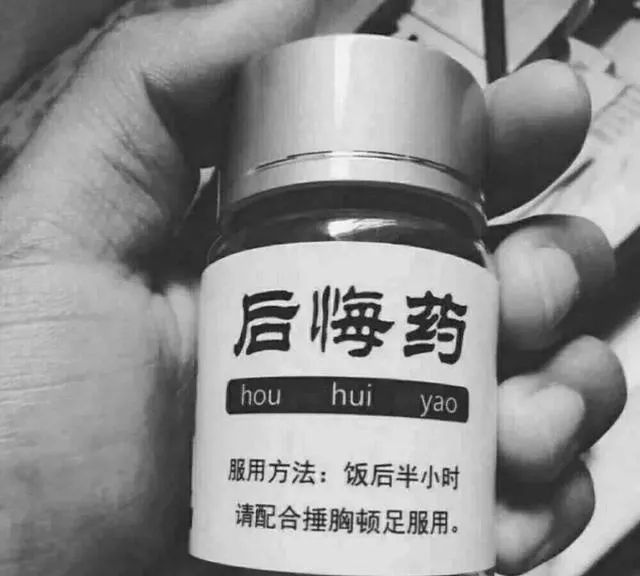 后悔药
hou hui yao
服用方法：饭后半小时
请配合捶胸顿足服用。